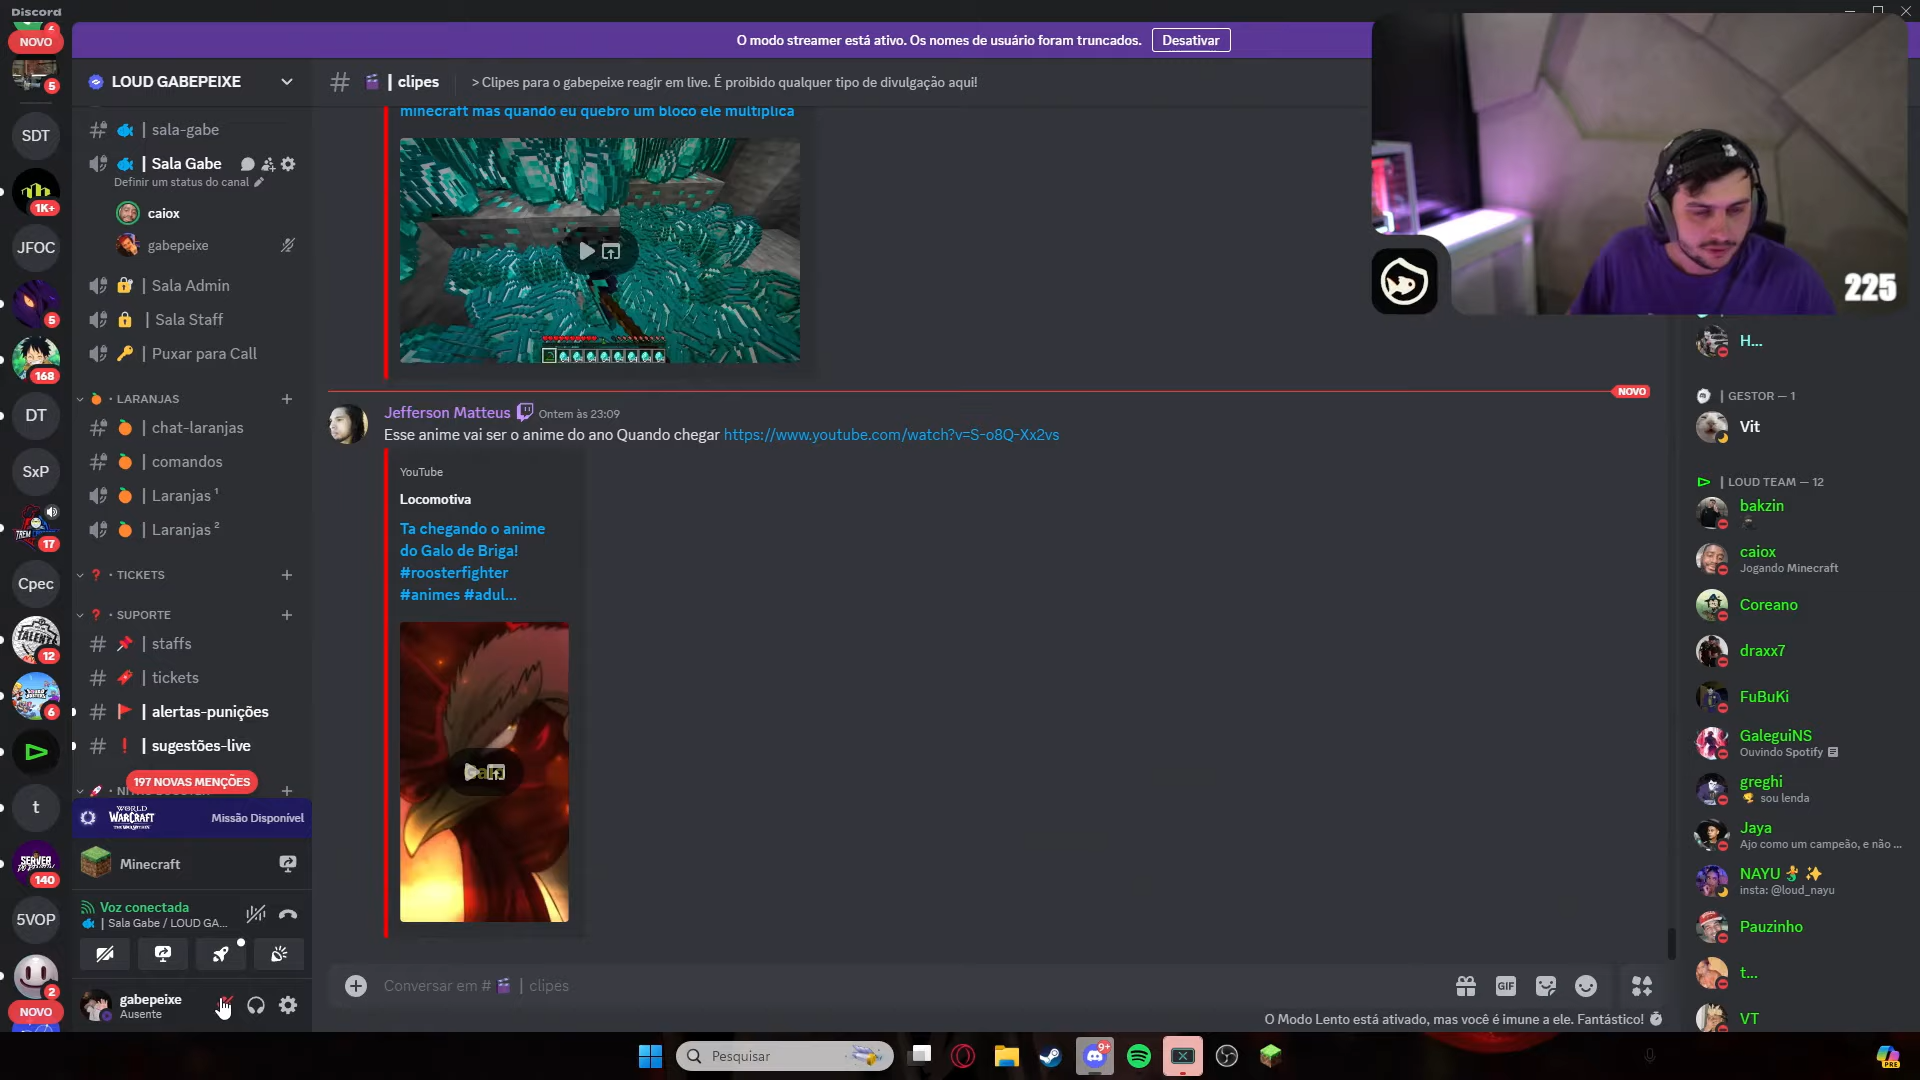 Discord
O modo streamer está ativo. Os nomes de usuário foram truncados.
Desativar
NOVO
5
SDT
1K+
JFOC
5
168
DT
SxP
17
Cpec
12
6
t
140
5VOP
2
NOVO
LOUD GABEPEIXE
| sala-gabe
| Sala Gabe
Definir um status do canal
caiox
gabepeixe
| Sala Admin
| Sala Staff
| Puxar para Call
· LARANJAS
| chat-laranjas
| comandos
| Laranjas ¹
| Laranjas ²
· TICKETS
· SUPORTE
| staffs
| tickets
| alertas-punições
| sugestões-live
197 NOVAS MENÇÕES
WORLD WARCRAFT
Missão Disponível
Minecraft
Voz conectada
| Sala Gabe / LOUD GA...
gabepeixe
Ausente
| clipes
> Clipes para o gabepeixe reagir em live. É proibido qualquer tipo de divulgação aqui!
minecraft mas quando eu quebro um bloco ele multiplica
NOVO
Jefferson Matteus
Ontem às 23:09
Esse anime vai ser o anime do ano Quando chegar https://www.youtube.com/watch?v=S-o8Q-Xx2vs
YouTube
Locomotiva
Ta chegando o anime
do Galo de Briga!
#roosterfighter
#animes #adul...
Conversar em # | clipes
GIF
O Modo Lento está ativado, mas você é imune a ele. Fantástico!
225
H...
| GESTOR — 1
Vit
| LOUD TEAM — 12
bakzin
caiox
Jogando Minecraft
Coreano
draxx7
FuBuKi
GaleguiNS
Ouvindo Spotify
greghi
sou lenda
Jaya
Ajo como um campeão, e não ...
NAYU
insta: @loud_nayu
Pauzinho
t...
VT
Pesquisar
9+
PRE